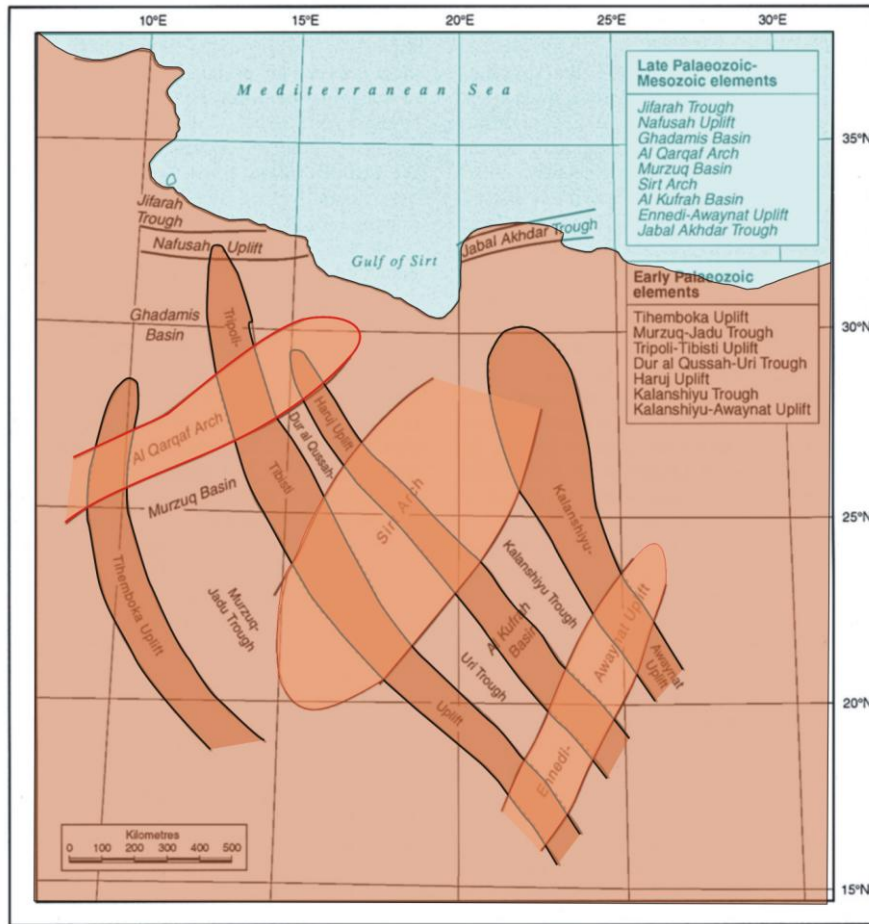 10°E 15°E 20°E 25°E 30°E
Mediterranean Sea
Late Palaeozoic-
Mesozoic elements
Jifarah Trough
Nafusah Uplift
Ghadamis Basin
Al Qarqaf Arch
Murzuq Basin
Sirt Arch
Al Kufrah Basin
Ennedi-Awaynat Uplift
Jabal Akhdar Trough
35°N
Jifarah
Trough
Nafusah Uplift
Gulf of Sirt
Jabal Akhdar Trough
Early Palaeozoic
elements
Tihemboka Uplift
Murzuq-Jadu Trough
Tripoli-Tibisti Uplift
Dur al Qussah-Uri Trough
Haruj Uplift
Kalanshiyu Trough
Kalanshiyu-Awaynat Uplift
Ghadamis
Basin
30°N
Tripoli-
Tibisti
Uplift
Haruj Uplift
Dur al Qussah-
Uri Trough
Al Qarqaf Arch
Murzuq Basin
Sirt Arch
Kalanshiyu-
Awaynat
Uplift
25°N
Tihemboka Uplift
Murzuq-
Jadu Trough
Kalanshiyu Trough
Al Kufrah
Basin
Ennedi-
Awaynat Uplift
20°N
Kilometres
0 100 200 300 400 500
15°N